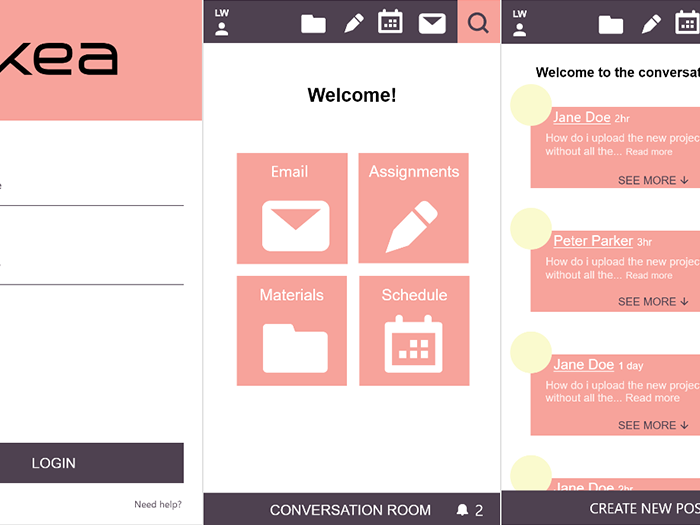 kea
LOGIN
Need help?
LW
Welcome!
Email
Assignments
Materials
Schedule
CONVERSATION ROOM 2
LW
Welcome to the conversat
Jane Doe 2hr
How do i upload the new projec
without all the... Read more
SEE MORE ↓
Peter Parker 3hr
How do i upload the new projec
without all the... Read more
SEE MORE ↓
Jane Doe 1 day
How do i upload the new projec
without all the... Read more
SEE MORE ↓
Jane Doe 2hr
CREATE NEW POS